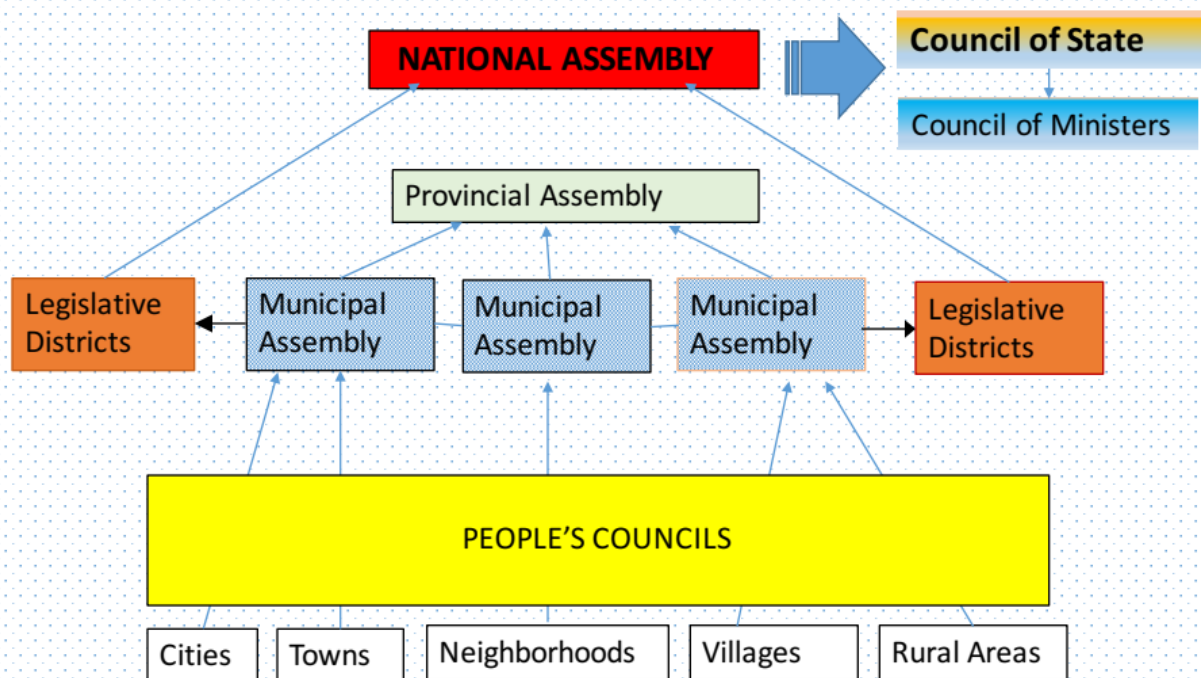 NATIONAL ASSEMBLY
Council of State
Council of Ministers
Provincial Assembly
Legislative
Districts
Municipal
Assembly
Municipal
Assembly
Municipal
Assembly
Legislative
Districts
PEOPLE’S COUNCILS
Cities
Towns
Neighborhoods
Villages
Rural Areas